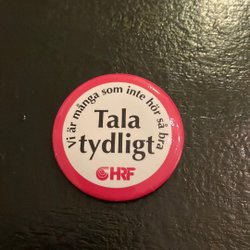 Vi är många som inte hör så bra
Tala
tydligt
HRF